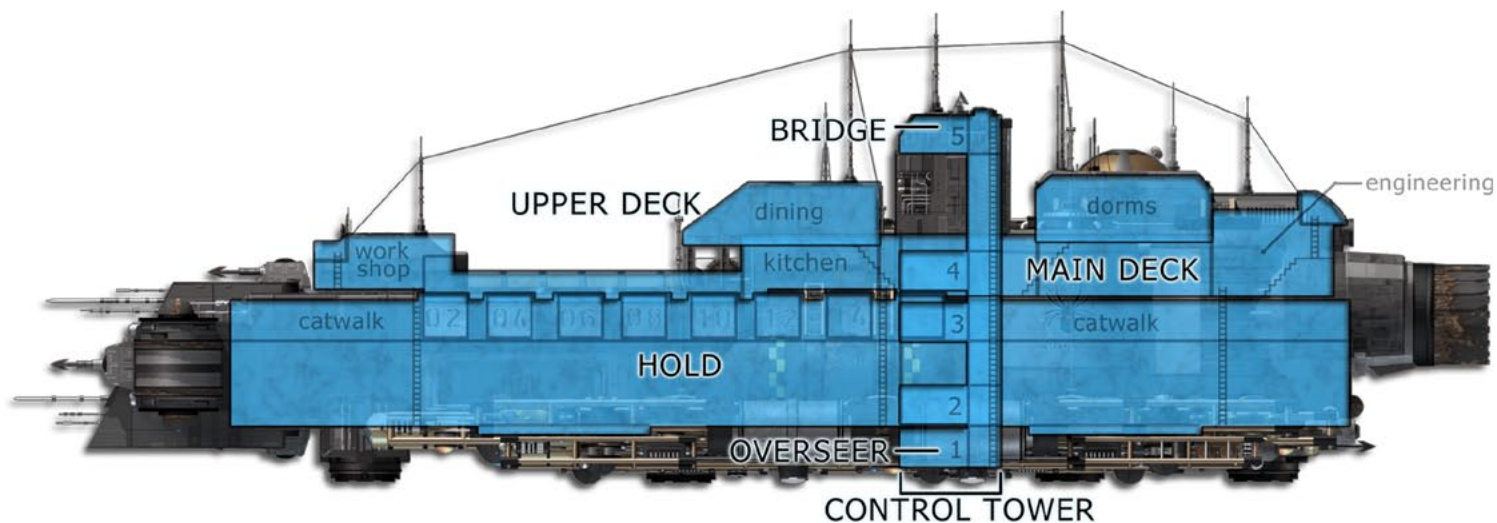 BRIDGE
5
UPPER DECK
dining
dorms
engineering
work
shop
kitchen
4
MAIN DECK
catwalk
02 04 06 08 10 12 14
3
catwalk
HOLD
2
OVERSEER
1
CONTROL TOWER